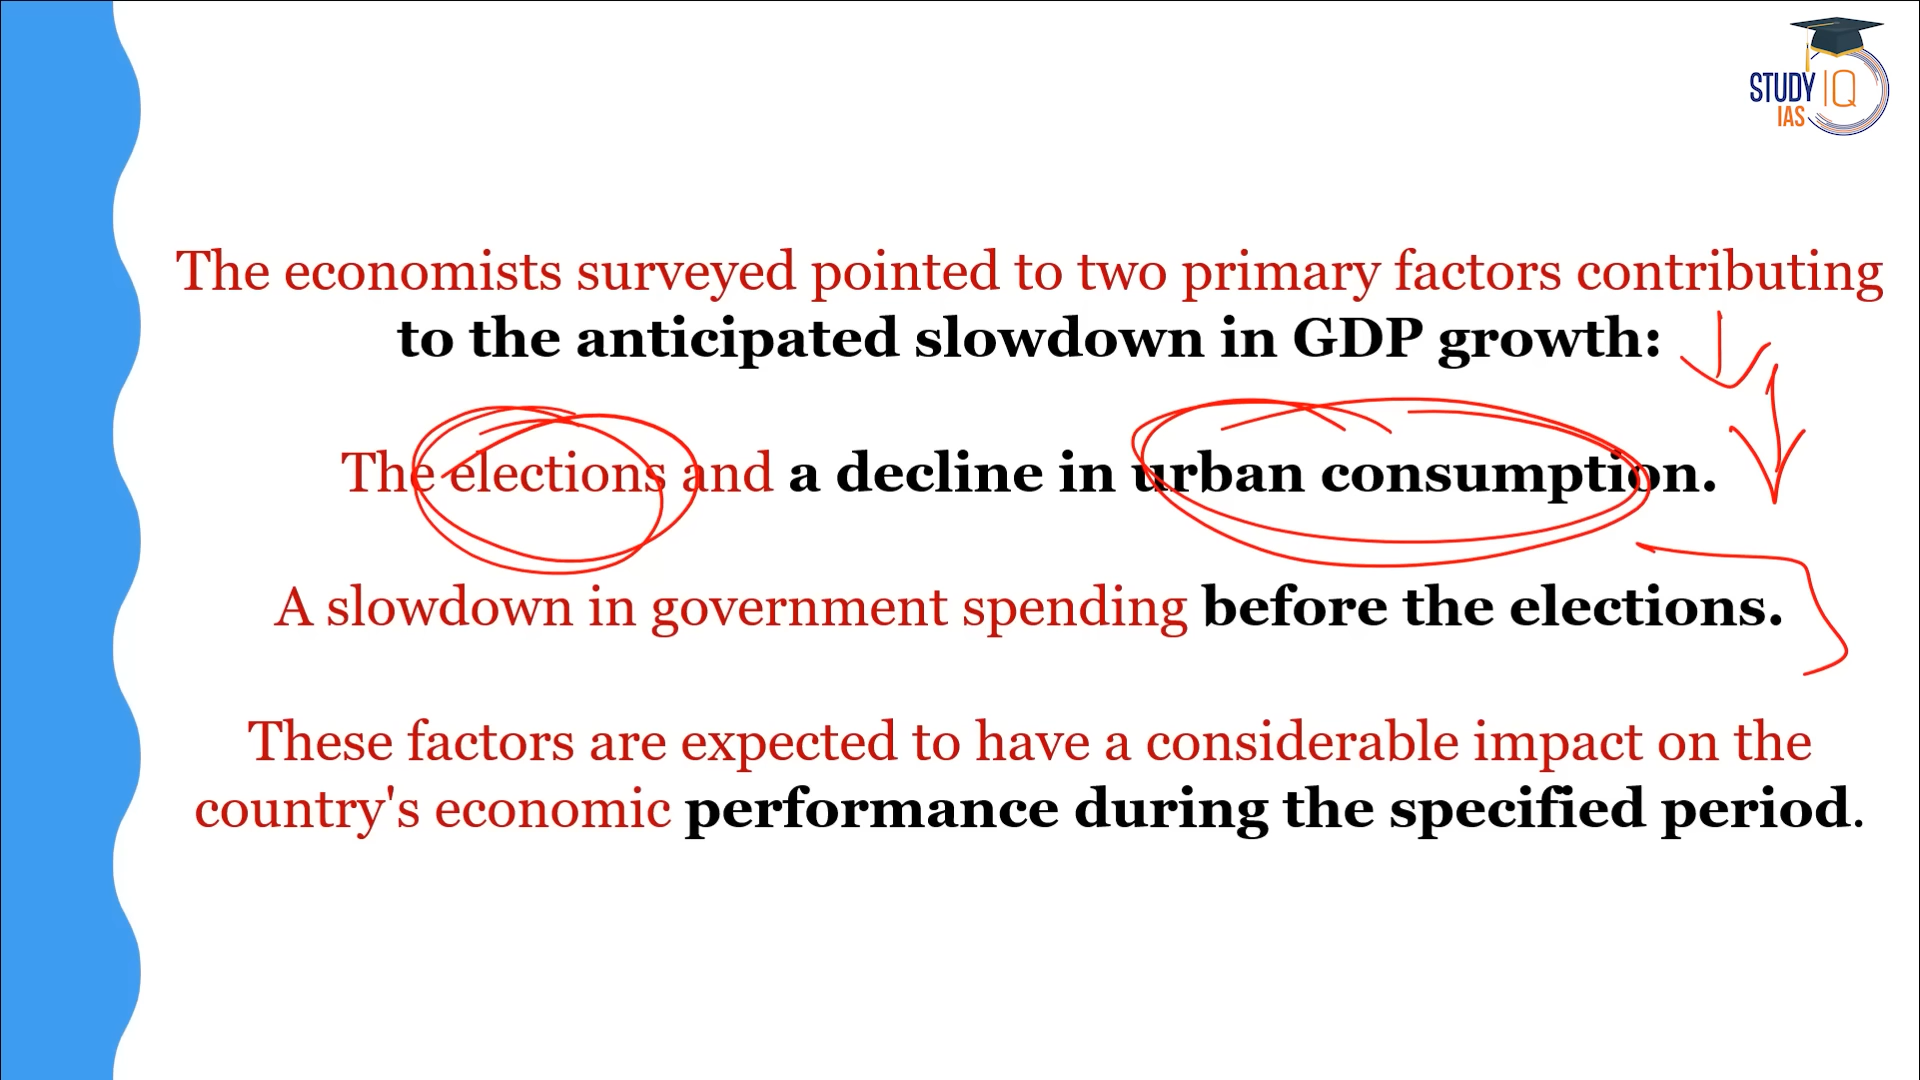 STUDY IQ
IAS
The economists surveyed pointed to two primary factors contributing
to the anticipated slowdown in GDP growth:
The elections and a decline in urban consumption.
A slowdown in government spending before the elections.
These factors are expected to have a considerable impact on the
country's economic performance during the specified period.